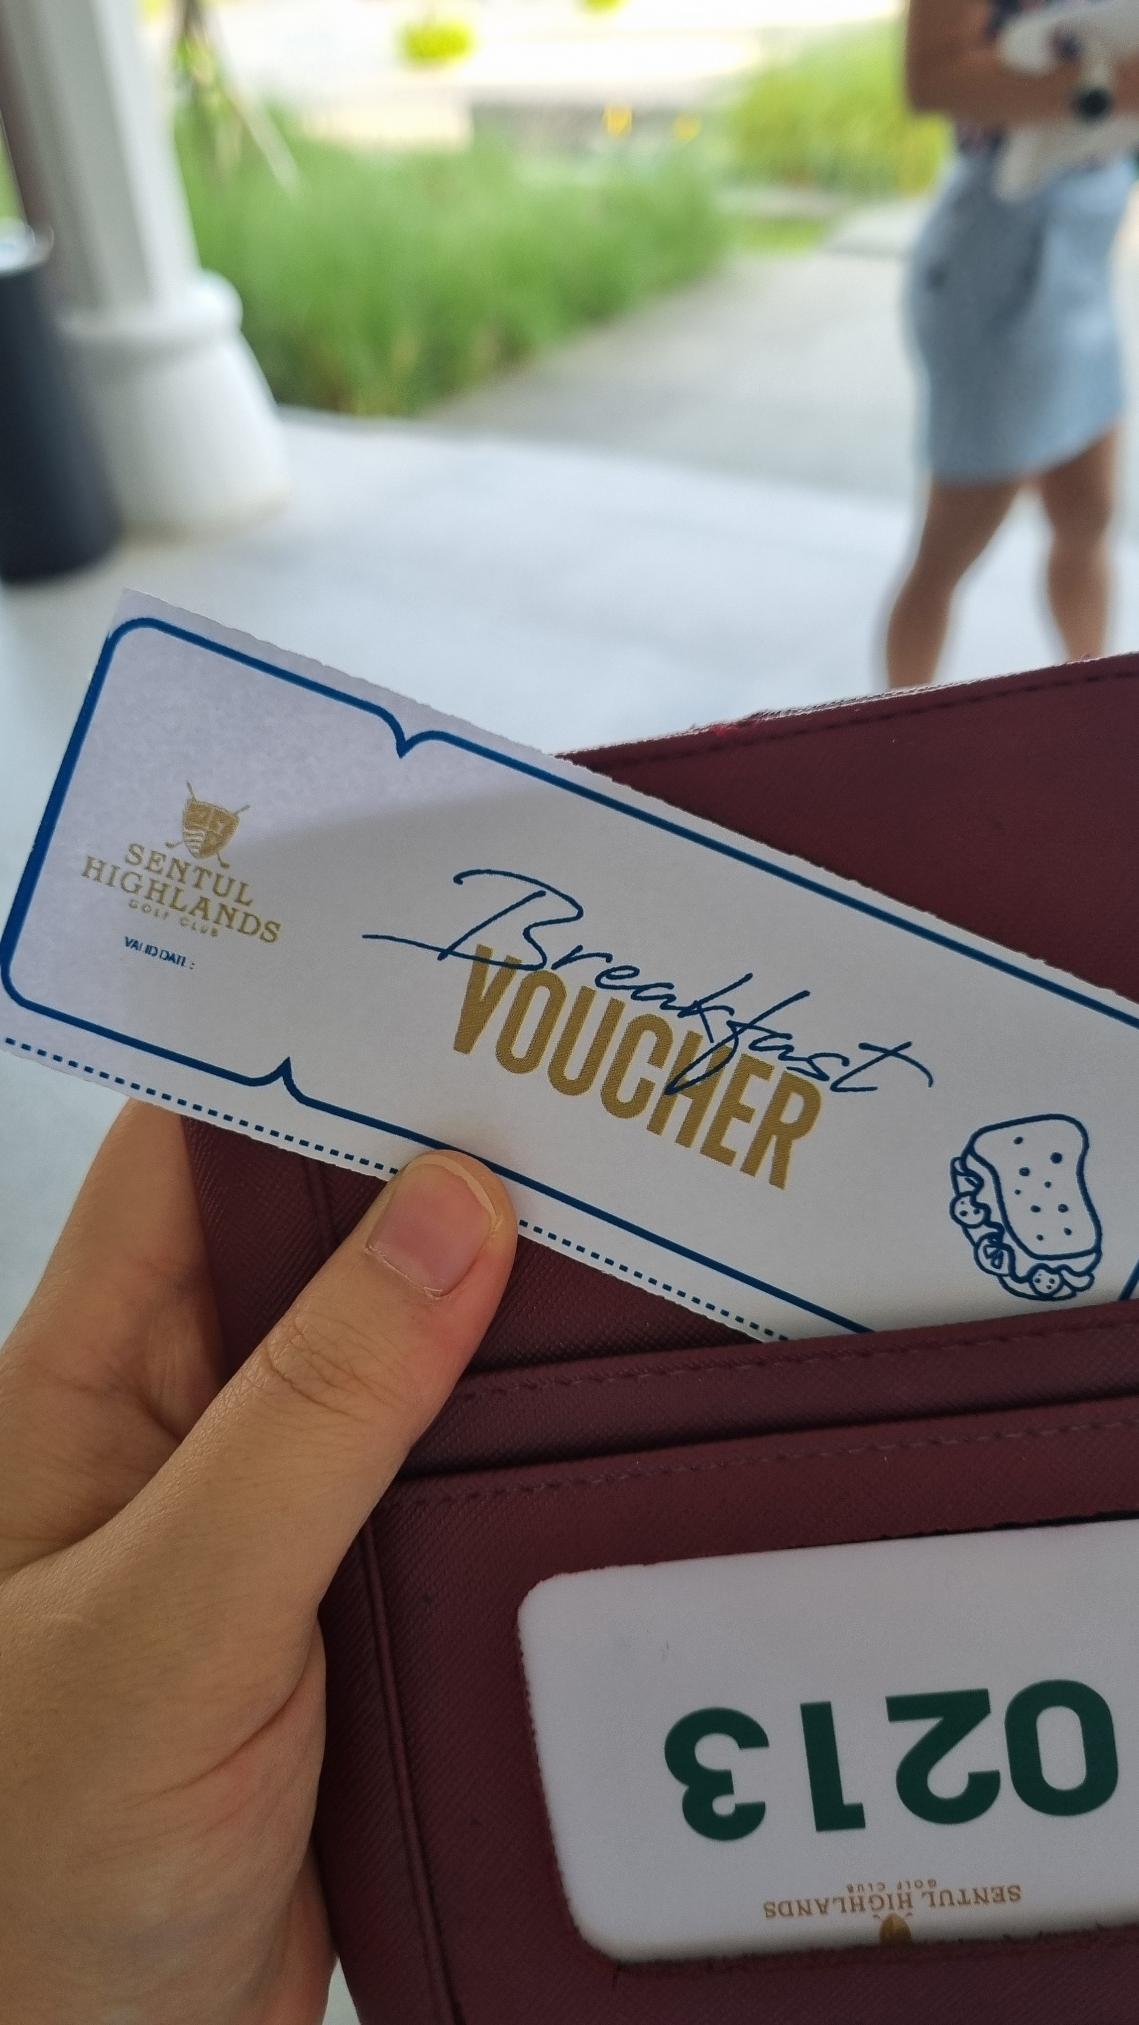 SENTUL
HIGHLANDS
GOLF CLUB
VALID DATE :
Breakfast
VOUCHER
0213
SENTUL HIGHLANDS
GOLF CLUB